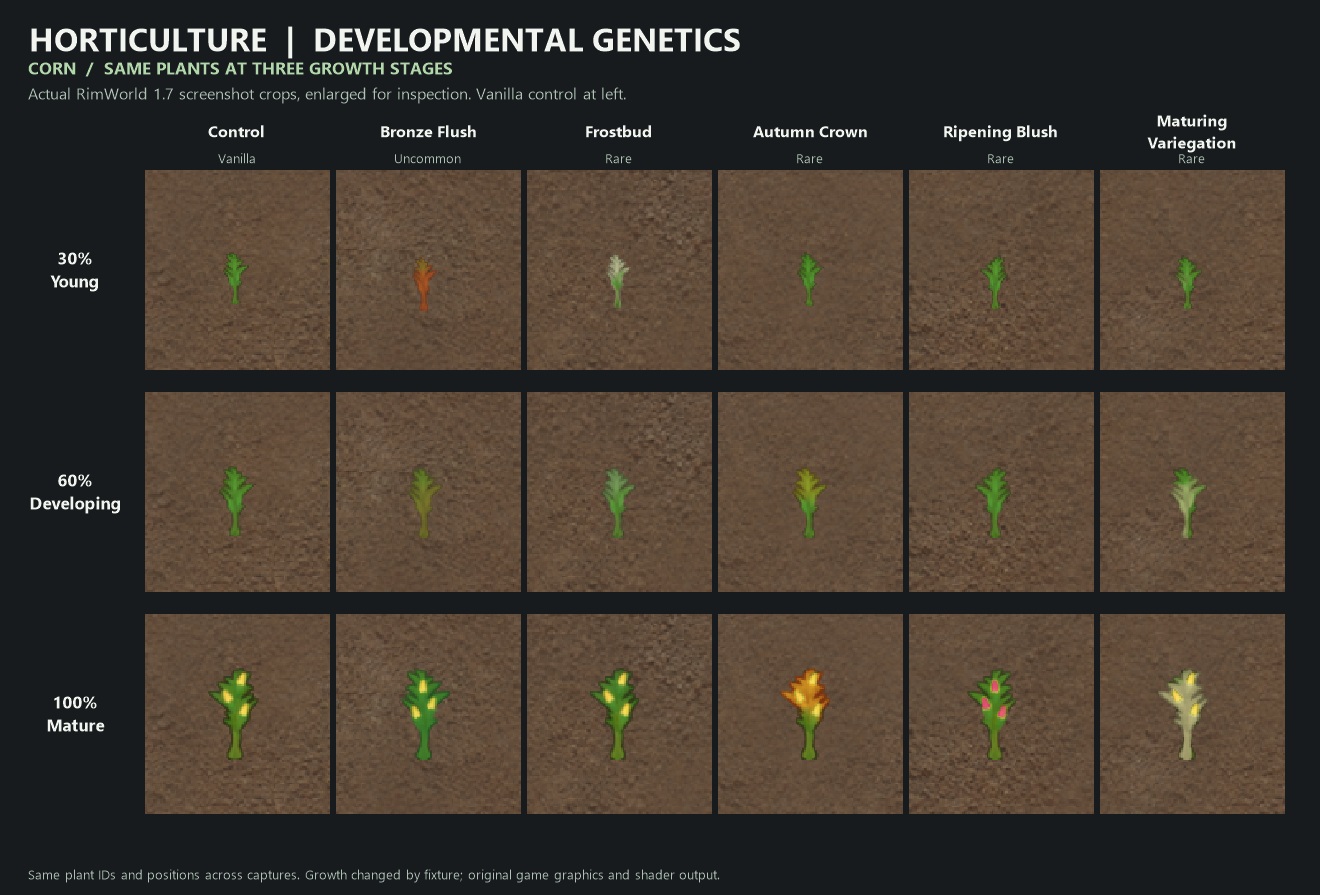 HORTICULTURE | DEVELOPMENTAL GENETICS
CORN / SAME PLANTS AT THREE GROWTH STAGES
Actual RimWorld 1.7 screenshot crops, enlarged for inspection. Vanilla control at left.
Control
Vanilla
Bronze Flush
Uncommon
Frostbud
Rare
Autumn Crown
Rare
Ripening Blush
Rare
Maturing
Variegation
Rare
30%
Young
60%
Developing
100%
Mature
Same plant IDs and positions across captures. Growth changed by fixture; original game graphics and shader output.